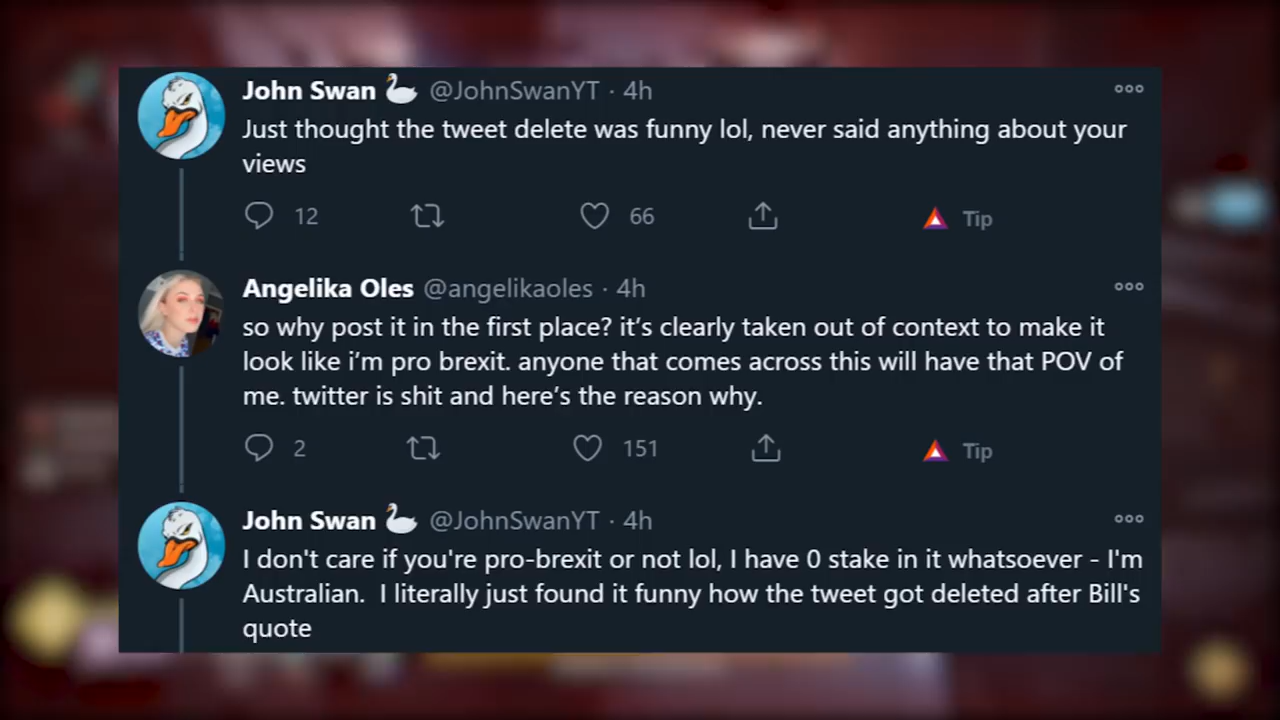 John Swan 🦢 @JohnSwanYT · 4h
Just thought the tweet delete was funny lol, never said anything about your
views
12 66 Tip
Angelika Oles @angelikaoles · 4h
so why post it in the first place? it’s clearly taken out of context to make it
look like i’m pro brexit. anyone that comes across this will have that POV of
me. twitter is shit and here’s the reason why.
2 151 Tip
John Swan 🦢 @JohnSwanYT · 4h
I don't care if you're pro-brexit or not lol, I have 0 stake in it whatsoever - I'm
Australian.  I literally just found it funny how the tweet got deleted after Bill's
quote